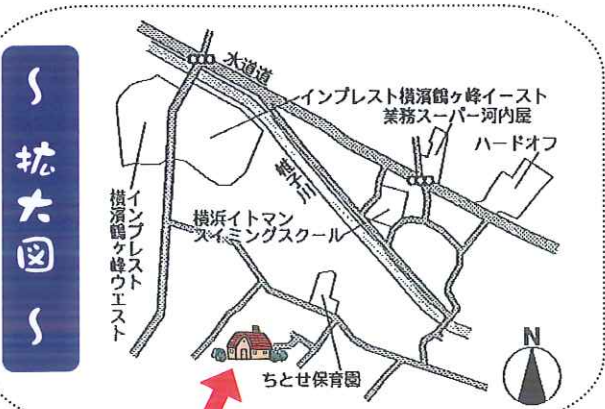 ～拡大図～
水道道
インプレスト横濱鶴ヶ峰イースト
業務スーパー河内屋
ハードオフ
帷子川
横浜イトマン
スイミングスクール
インプレスト
横濱鶴ヶ峰ウエスト
ちとせ保育園
N